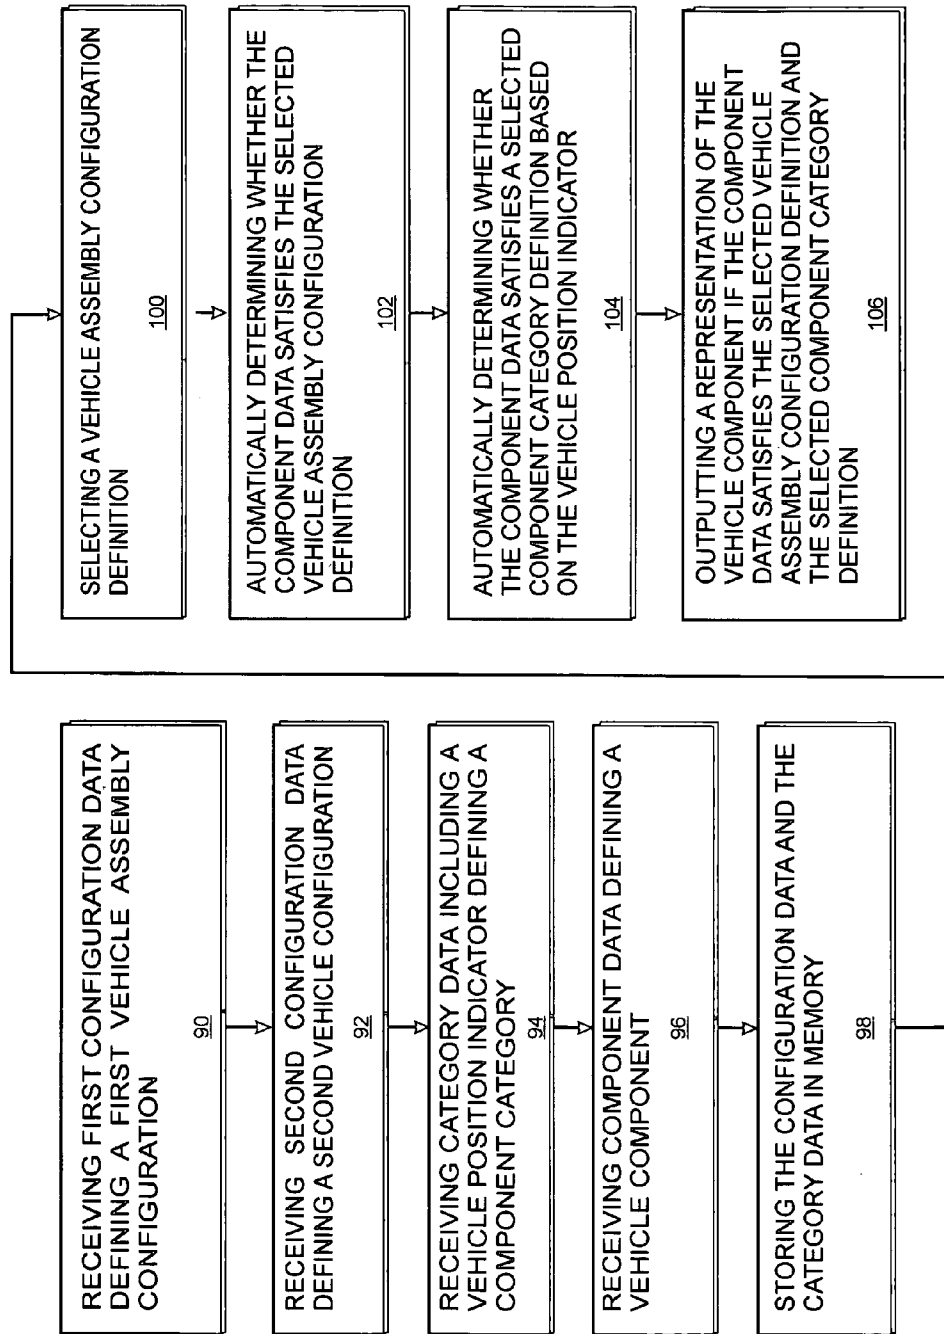 RECEIVING FIRST CONFIGURATION DATA
DEFINING A FIRST VEHICLE ASSEMBLY
CONFIGURATION
90
RECEIVING SECOND CONFIGURATION DATA
DEFINING A SECOND VEHICLE CONFIGURATION
92
RECEIVING CATEGORY DATA INCLUDING A
VEHICLE POSITION INDICATOR DEFINING A
COMPONENT CATEGORY
94
RECEIVING COMPONENT DATA DEFINING A
VEHICLE COMPONENT
96
STORING THE CONFIGURATION DATA AND THE
CATEGORY DATA IN MEMORY
98
SELECTING A VEHICLE ASSEMBLY CONFIGURATION
DEFINITION
100
AUTOMATICALLY DETERMINING WHETHER THE
COMPONENT DATA SATISFIES THE SELECTED
VEHICLE ASSEMBLY CONFIGURATION
DEFINITION
102
AUTOMATICALLY DETERMINING WHETHER
THE COMPONENT DATA SATISFIES A SELECTED
COMPONENT CATEGORY DEFINITION BASED
ON THE VEHICLE POSITION INDICATOR
104
OUTPUTTING A REPRESENTATION OF THE
VEHICLE COMPONENT IF THE COMPONENT
DATA SATISFIES THE SELECTED VEHICLE
ASSEMBLY CONFIGURATION DEFINITION AND
THE SELECTED COMPONENT CATEGORY
DEFINITION
106